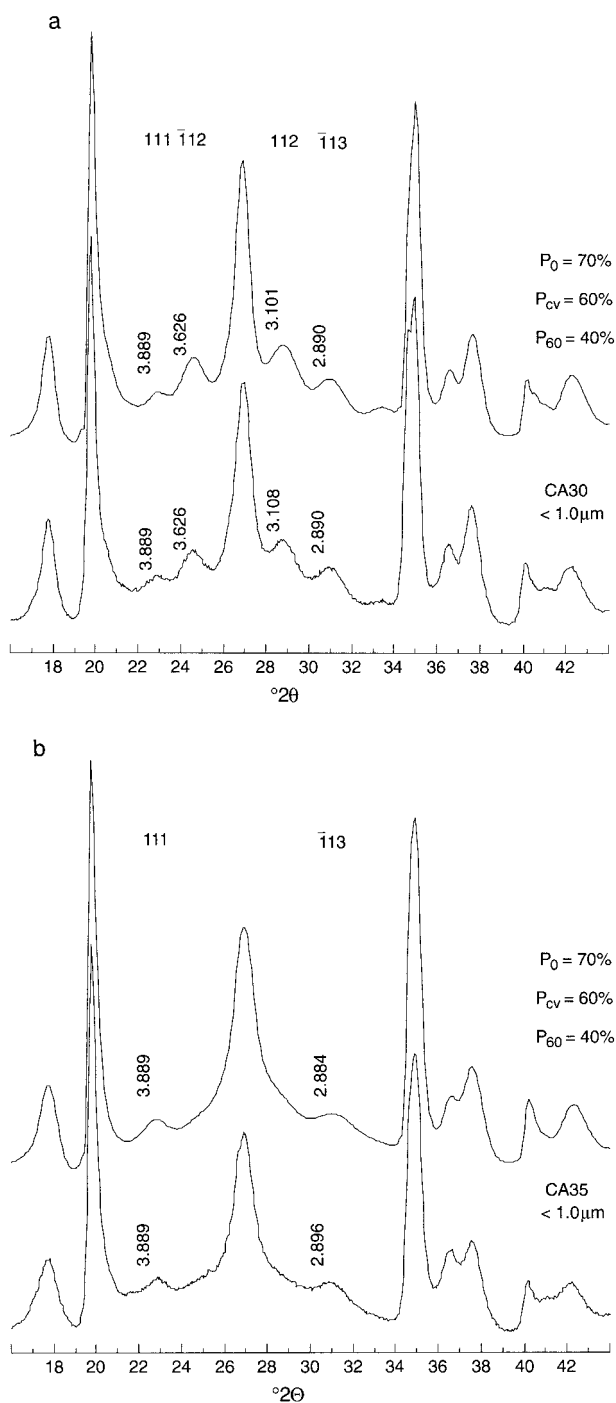 a
111 1̄12 112 1̄13
P0 = 70%
Pcv = 60%
P60 = 40%
3.889 3.626 3.101 2.890
CA30
< 1.0μm
3.889 3.626 3.108 2.890
18 20 22 24 26 28 30 32 34 36 38 40 42
°2θ
b
111 1̄13
P0 = 70%
Pcv = 60%
P60 = 40%
3.889 2.884
CA35
< 1.0μm
3.889 2.896
18 20 22 24 26 28 30 32 34 36 38 40 42
°2Θ